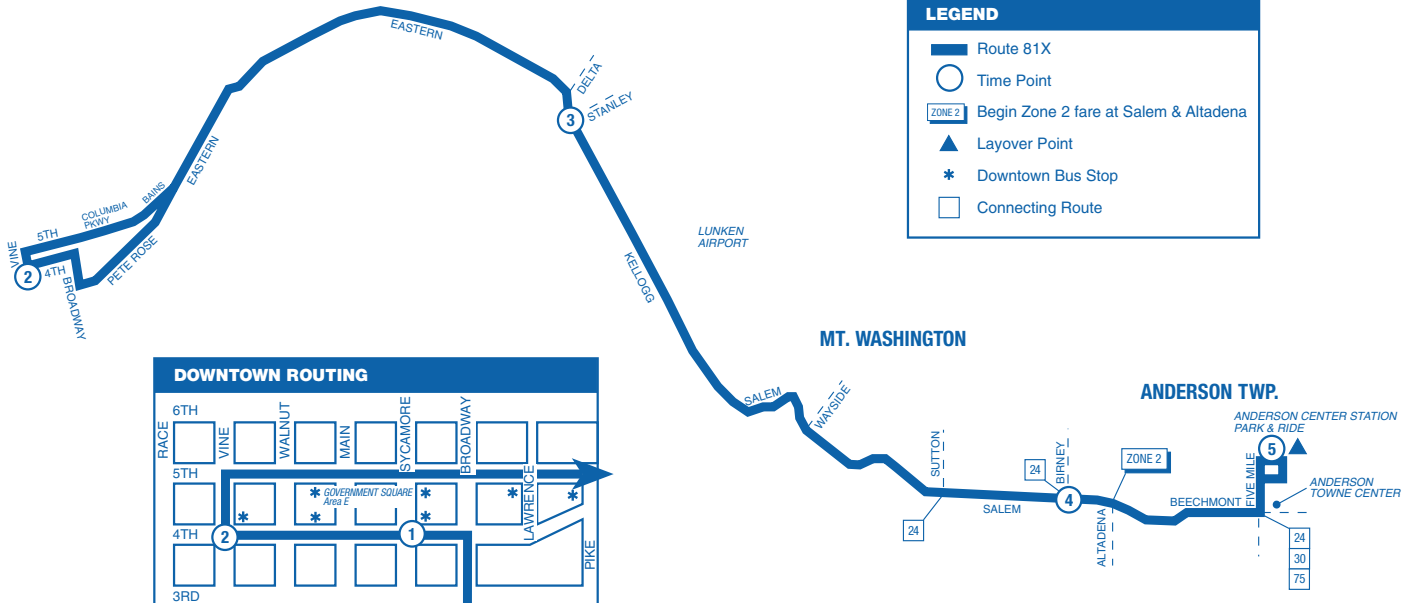 LEGEND
Route 81X
Time Point
ZONE 2
Begin Zone 2 fare at Salem & Altadena
Layover Point
* Downtown Bus Stop
Connecting Route
EASTERN
DELTA
STANLEY
3
EASTERN
BAINS
COLUMBIA
PKWY
5TH
VINE
2
4TH
BROADWAY
PETE ROSE
LUNKEN
AIRPORT
KELLOGG
MT. WASHINGTON
SALEM
WAYSIDE
SUTTON
24
SALEM
24
BIRNEY
4
ZONE 2
ALTADENA
BEECHMONT
ANDERSON TWP.
ANDERSON CENTER STATION
PARK & RIDE
5
FIVE MILE
ANDERSON
TOWNE CENTER
24
30
75
DOWNTOWN ROUTING
6TH
RACE
VINE
WALNUT
MAIN
SYCAMORE
BROADWAY
5TH
GOVERNMENT SQUARE
Area E
LAWRENCE
4TH
2
1
PIKE
3RD